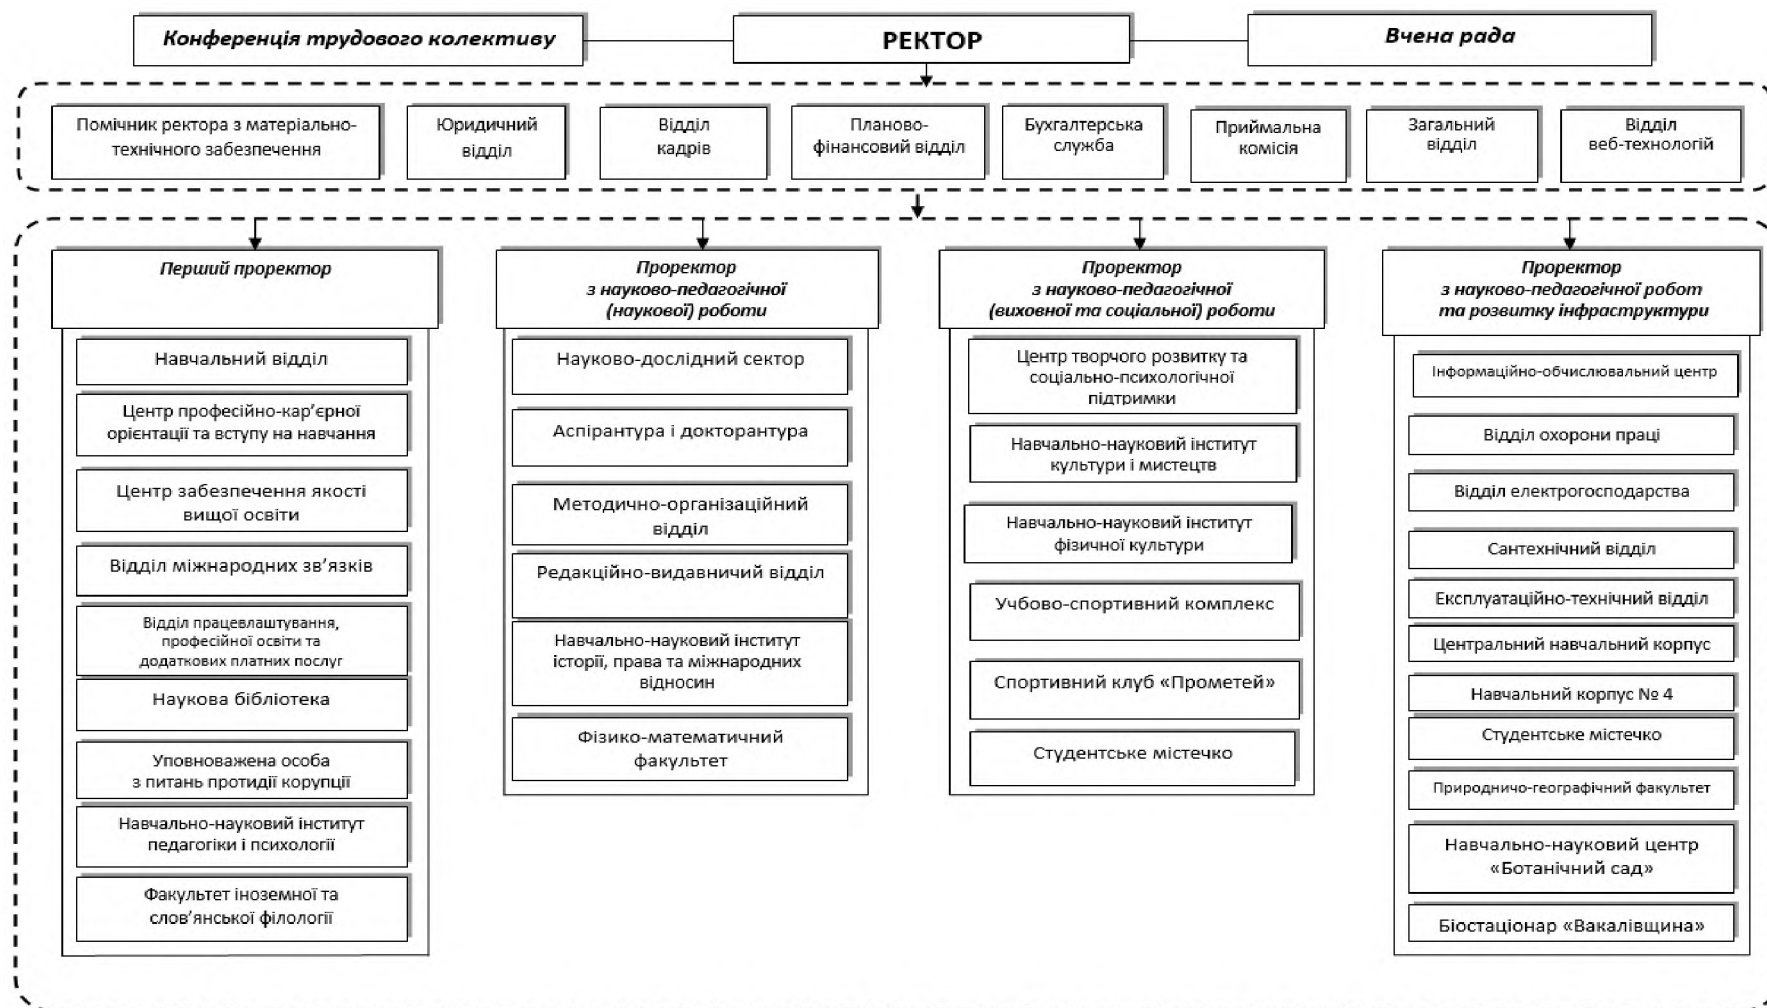 Конференція трудового колективу
РЕКТОР
Вчена рада
Помічник ректора з матеріально-
технічного забезпечення
Юридичний
відділ
Відділ
кадрів
Планово-
фінансовий відділ
Бухгалтерська
служба
Приймальна
комісія
Загальний
відділ
Відділ
веб-технологій
Перший проректор
Навчальний відділ
Центр професійно-кар’єрної
орієнтації та вступу на навчання
Центр забезпечення якості
вищої освіти
Відділ міжнародних зв’язків
Відділ працевлаштування,
професійної освіти та
додаткових платних послуг
Наукова бібліотека
Уповноважена особа
з питань протидії корупції
Навчально-науковий інститут
педагогіки і психології
Факультет іноземної та
слов’янської філології
Проректор
з науково-педагогічної
(наукової) роботи
Науково-дослідний сектор
Аспірантура і докторантура
Методично-організаційний
відділ
Редакційно-видавничий відділ
Навчально-науковий інститут
історії, права та міжнародних
відносин
Фізико-математичний
факультет
Проректор
з науково-педагогічної
(виховної та соціальної) роботи
Центр творчого розвитку та
соціально-психологічної
підтримки
Навчально-науковий інститут
культури і мистецтв
Навчально-науковий інститут
фізичної культури
Учбово-спортивний комплекс
Спортивний клуб «Прометей»
Студентське містечко
Проректор
з науково-педагогічної робот
та розвитку інфраструктури
Інформаційно-обчислювальний центр
Відділ охорони праці
Відділ електрогосподарства
Сантехнічний відділ
Експлуатаційно-технічний відділ
Центральний навчальний корпус
Навчальний корпус № 4
Студентське містечко
Природничо-географічний факультет
Навчально-науковий центр
«Ботанічний сад»
Біостаціонар «Вакалівщина»